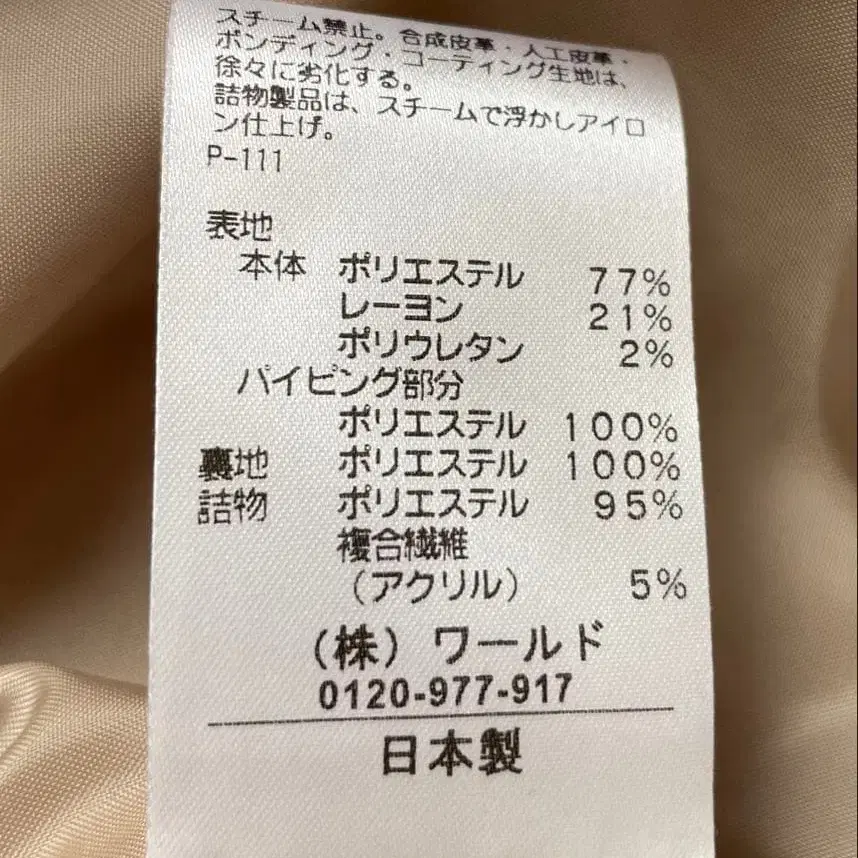 スチーム禁止。合成皮革・人工皮革・
ボンディング・コーティング生地は、
徐々に劣化する。
詰物製品は、スチームで浮かしアイロ
ン仕上げ。
P-111
表地
本体 ポリエステル 77%
レーヨン 21%
ポリウレタン 2%
パイピング部分
ポリエステル 100%
裏地 ポリエステル 100%
詰物 ポリエステル 95%
複合繊維
（アクリル） 5%
（株）ワールド
0120-977-917
日本製